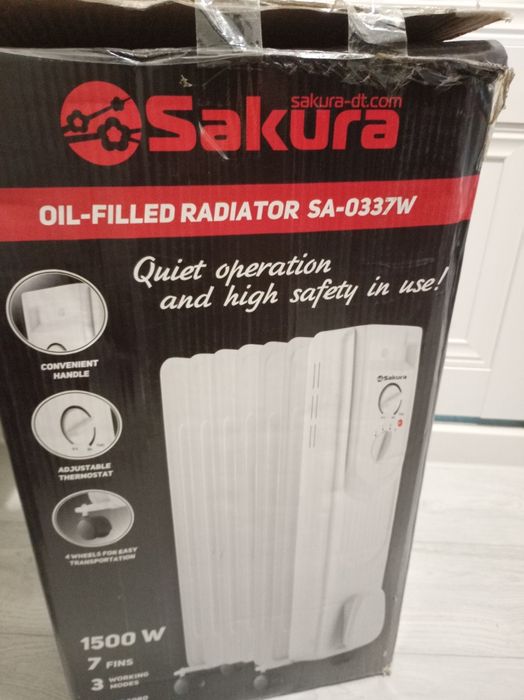 sakura-dt.com
Sakura
OIL-FILLED RADIATOR SA-0337W
Quiet operation
and high safety in use!
CONVENIENT
HANDLE
Sakura
ADJUSTABLE
THERMOSTAT
4 WHEELS FOR EASY
TRANSPORTATION
1500 W
7 FINS
3 WORKING
MODES